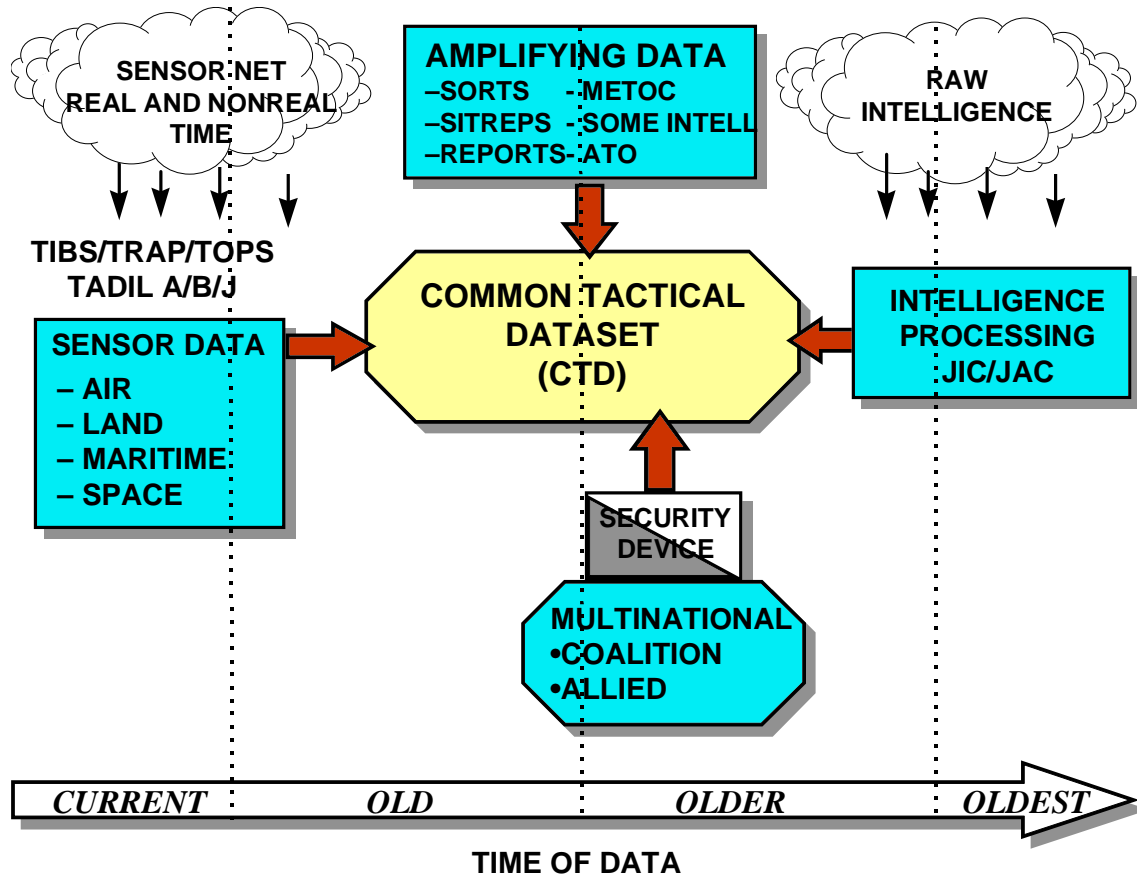 SENSOR NET
REAL AND NONREAL
TIME
AMPLIFYING DATA
–SORTS - METOC
–SITREPS - SOME INTELL
–REPORTS- ATO
RAW
INTELLIGENCE
TIBS/TRAP/TOPS
TADIL A/B/J
SENSOR DATA
– AIR
– LAND
– MARITIME
– SPACE
COMMON TACTICAL
DATASET
(CTD)
INTELLIGENCE
PROCESSING
JIC/JAC
SECURITY
DEVICE
MULTINATIONAL
•COALITION
•ALLIED
CURRENT OLD OLDER OLDEST
TIME OF DATA